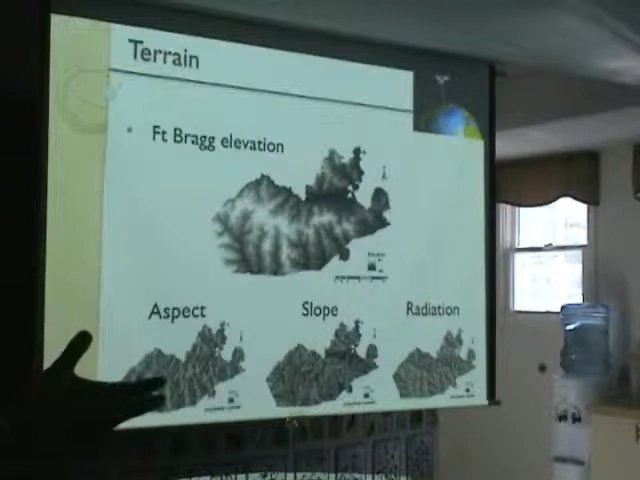 Terrain
• Ft Bragg elevation
Aspect
Slope
Radiation